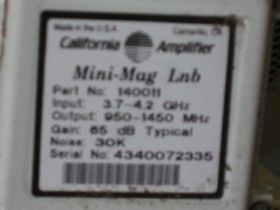 Made in the U.S.A. Camarillo, CA
California Amplifier
Mini-Mag Lnb
Part No: 140011
Input: 3.7-4.2 GHz
Output: 950-1450 MHz
Gain: 65 dB Typical
Noise: 30K
Serial No: 4340072335